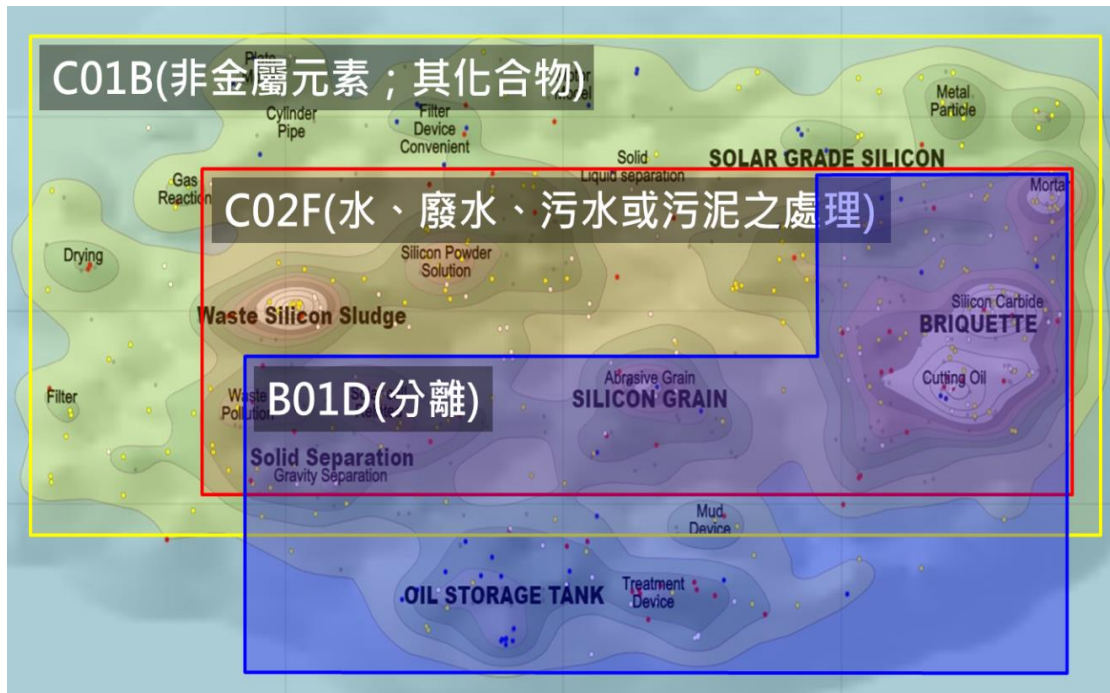 C01B(非金屬元素；其化合物)
Cylinder
Pipe
Filter
Device
Convenient
Metal
Particle
Solid
Liquid separation
SOLAR GRADE SILICON
Gas
Reaction
Mortar
C02F(水、廢水、污水或污泥之處理)
Drying
Silicon Powder
Solution
Waste Silicon Sludge
Silicon Carbide
BRIQUETTE
Cutting Oil
Abrasive Grain
SILICON GRAIN
Filter
Waste
Pollution
B01D(分離)
Solid Separation
Gravity Separation
Mud
Device
OIL STORAGE TANK
Treatment
Device